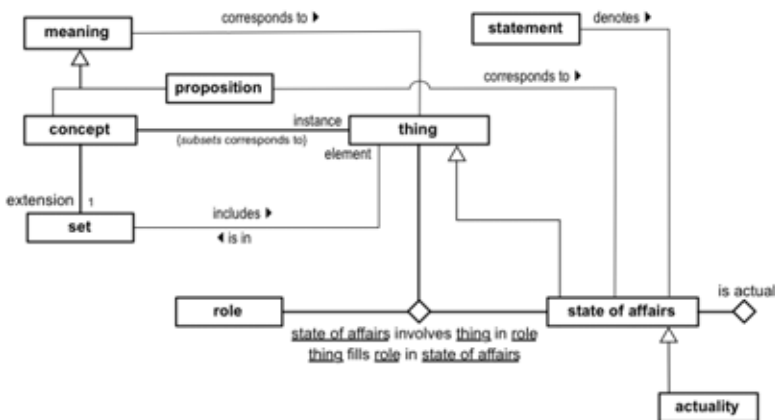 corresponds to ▶
denotes ▶
meaning
statement
proposition
corresponds to ▶
concept
instance
thing
(subsets corresponds to)
element
extension
1
includes ▶
set
◀ is in
is actual
role
state of affairs
state of affairs involves thing in role
thing fills role in state of affairs
actuality